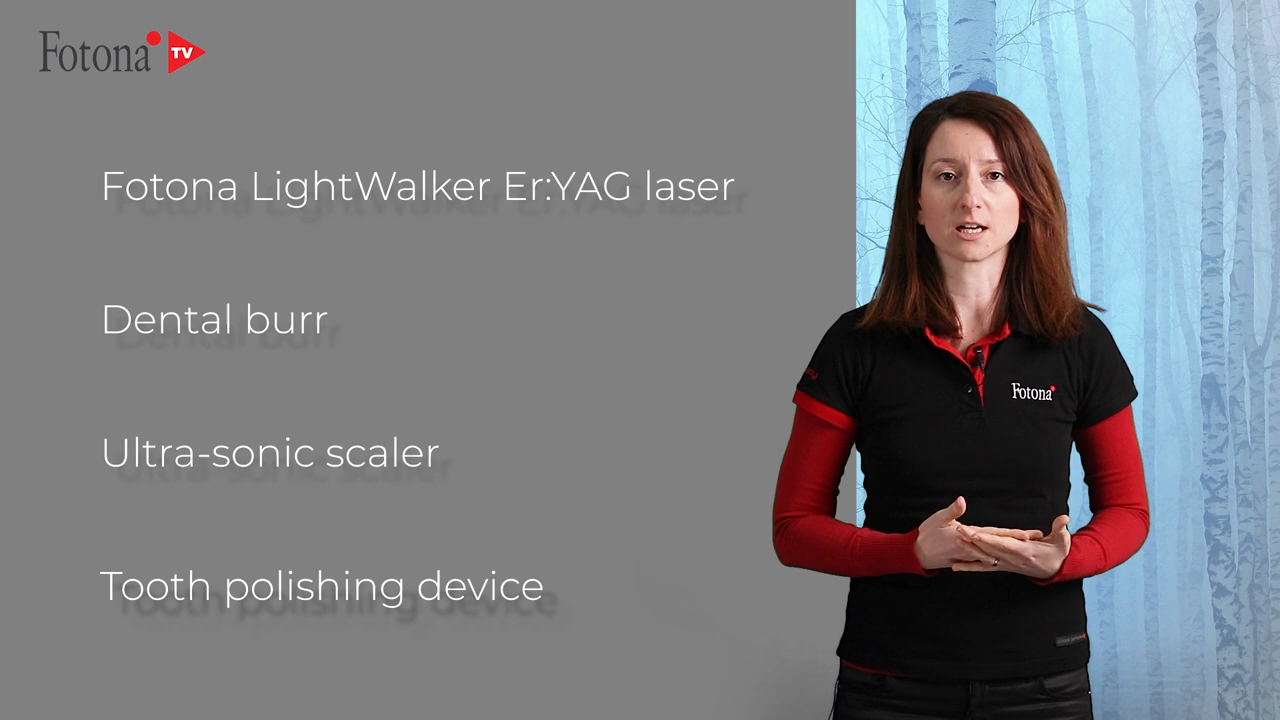 Fotona TV
Fotona LightWalker Er:YAG laser
Dental burr
Ultra-sonic scaler
Tooth polishing device
Fotona